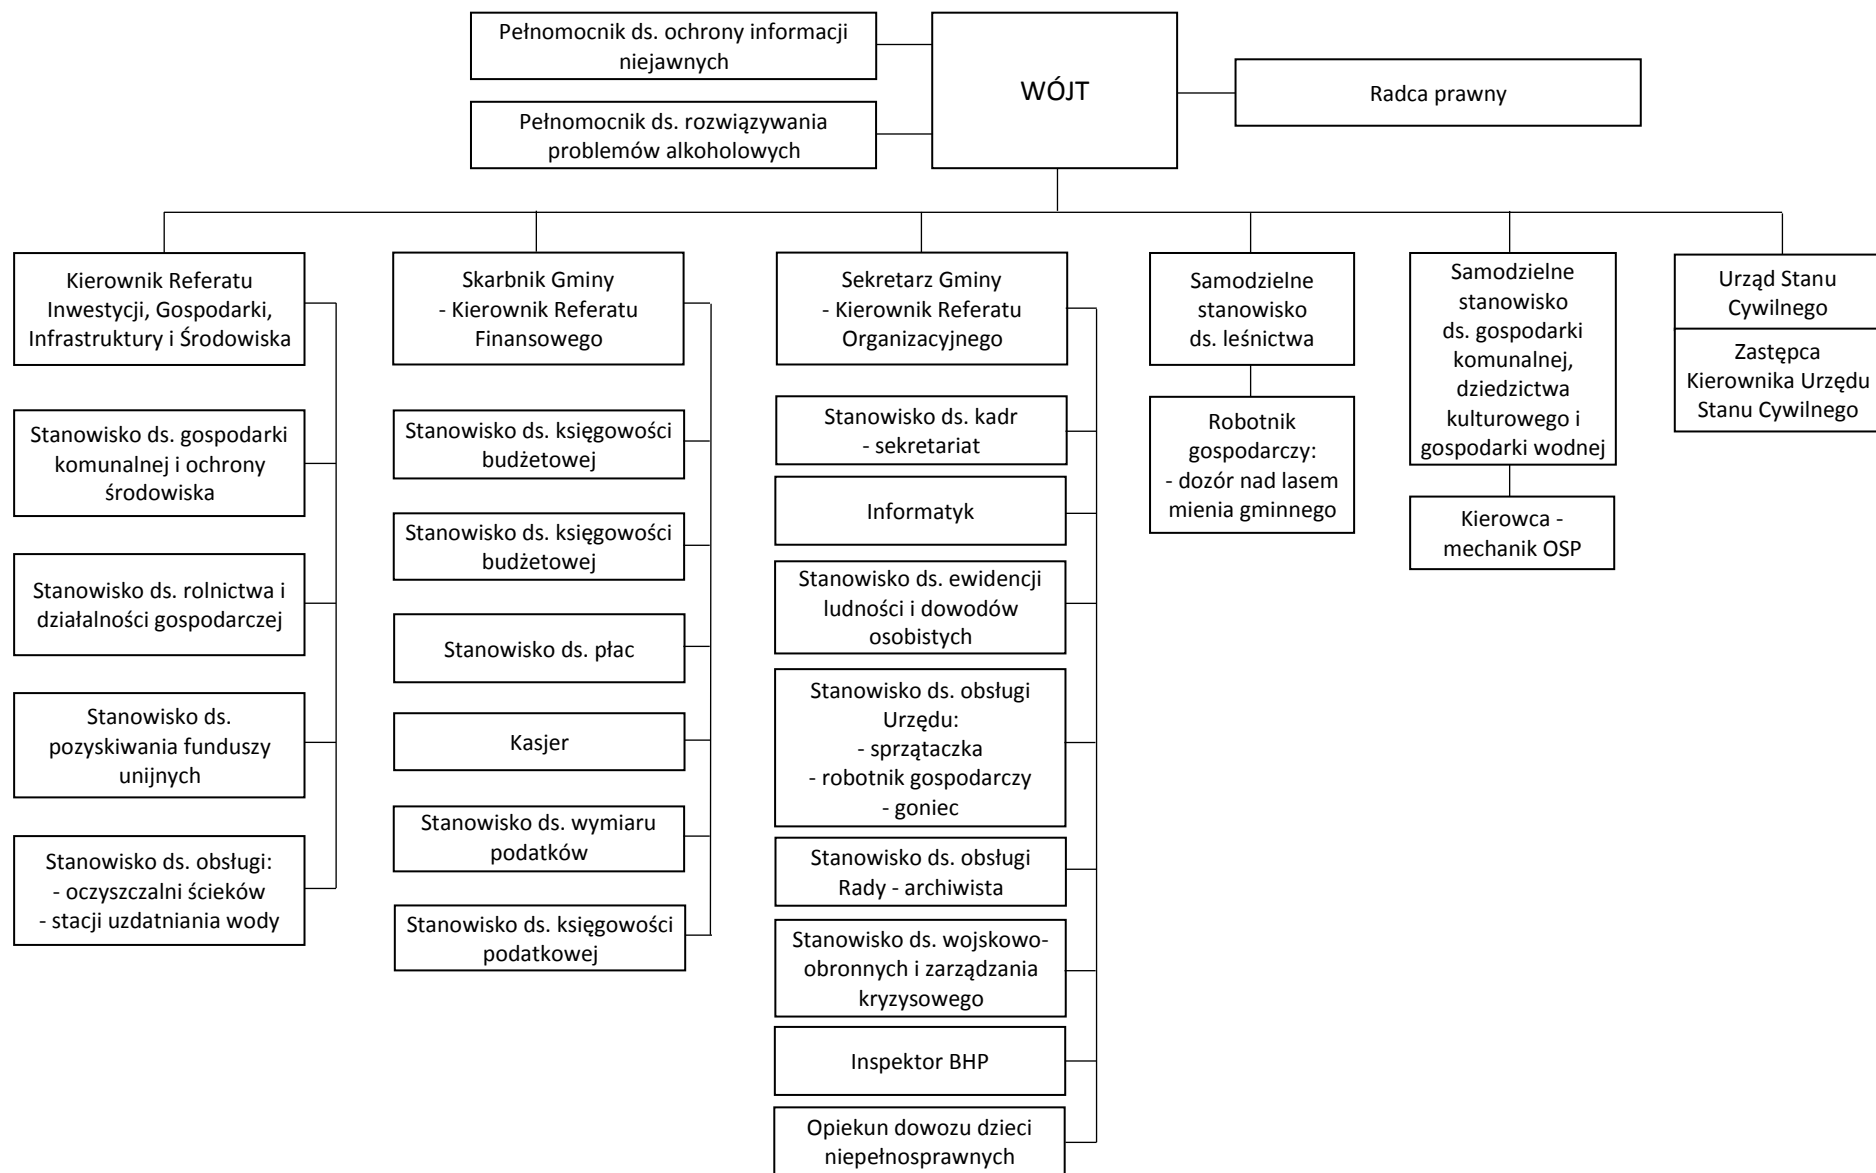 Pełnomocnik ds. ochrony informacji
niejawnych
WÓJT
Radca prawny
Pełnomocnik ds. rozwiązywania
problemów alkoholowych
Kierownik Referatu
Inwestycji, Gospodarki,
Infrastruktury i Środowiska
Stanowisko ds. gospodarki
komunalnej i ochrony
środowiska
Stanowisko ds. rolnictwa i
działalności gospodarczej
Stanowisko ds.
pozyskiwania funduszy
unijnych
Stanowisko ds. obsługi:
- oczyszczalni ścieków
- stacji uzdatniania wody
Skarbnik Gminy
- Kierownik Referatu
Finansowego
Stanowisko ds. księgowości
budżetowej
Stanowisko ds. księgowości
budżetowej
Stanowisko ds. płac
Kasjer
Stanowisko ds. wymiaru
podatków
Stanowisko ds. księgowości
podatkowej
Sekretarz Gminy
- Kierownik Referatu
Organizacyjnego
Stanowisko ds. kadr
- sekretariat
Informatyk
Stanowisko ds. ewidencji
ludności i dowodów
osobistych
Stanowisko ds. obsługi
Urzędu:
- sprzątaczka
- robotnik gospodarczy
- goniec
Stanowisko ds. obsługi
Rady - archiwista
Stanowisko ds. wojskowo-
obronnych i zarządzania
kryzysowego
Inspektor BHP
Opiekun dowozu dzieci
niepełnosprawnych
Samodzielne
stanowisko
ds. leśnictwa
Robotnik
gospodarczy:
- dozór nad lasem
mienia gminnego
Samodzielne
stanowisko
ds. gospodarki
komunalnej,
dziedzictwa
kulturowego i
gospodarki wodnej
Kierowca -
mechanik OSP
Urząd Stanu
Cywilnego
Zastępca
Kierownika Urzędu
Stanu Cywilnego